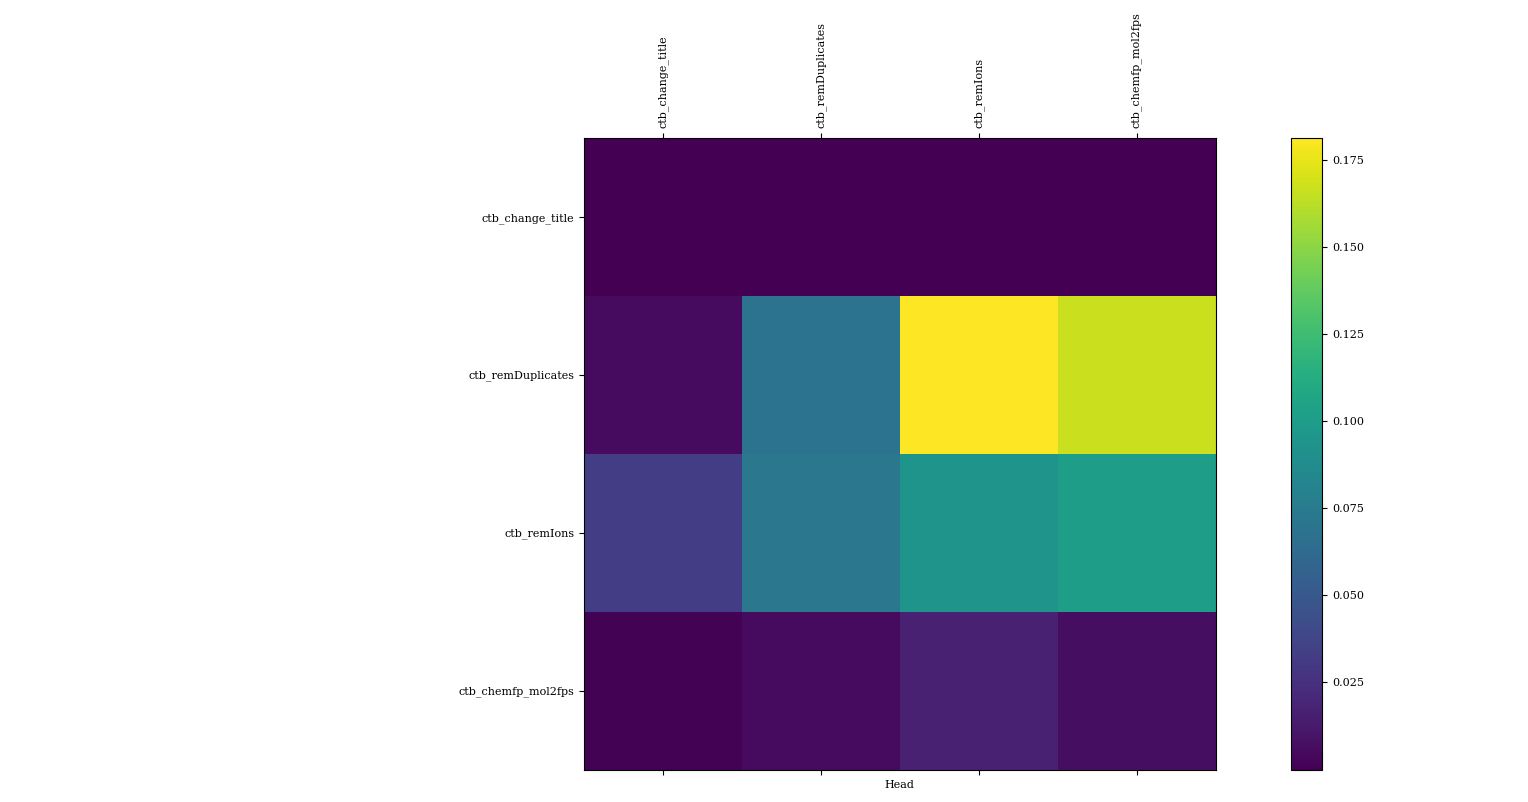 ctb_change_title
ctb_remDuplicates
ctb_remIons
ctb_chemfp_mol2fps
ctb_change_title
ctb_remDuplicates
ctb_remIons
ctb_chemfp_mol2fps
Head
0.175
0.150
0.125
0.100
0.075
0.050
0.025